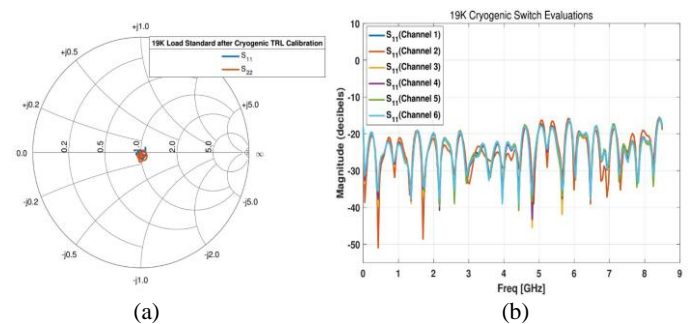 +j1.0
19K Load Standard after Cryogenic TRL Calibration
S11
S22
+j0.5
+j0.2
+j5.0
0.0
0.2
0.5
1.0
2.0
5.0
∞
-j0.2
-j5.0
-j0.5
-j2.0
-j1.0
(a)
19K Cryogenic Switch Evaluations
S11(Channel 1)
S11(Channel 2)
S11(Channel 3)
S11(Channel 4)
S11(Channel 5)
S11(Channel 6)
Magnitude (decibels)
10
0
-10
-20
-30
-40
-50
0 1 2 3 4 5 6 7 8 9
Freq [GHz]
(b)